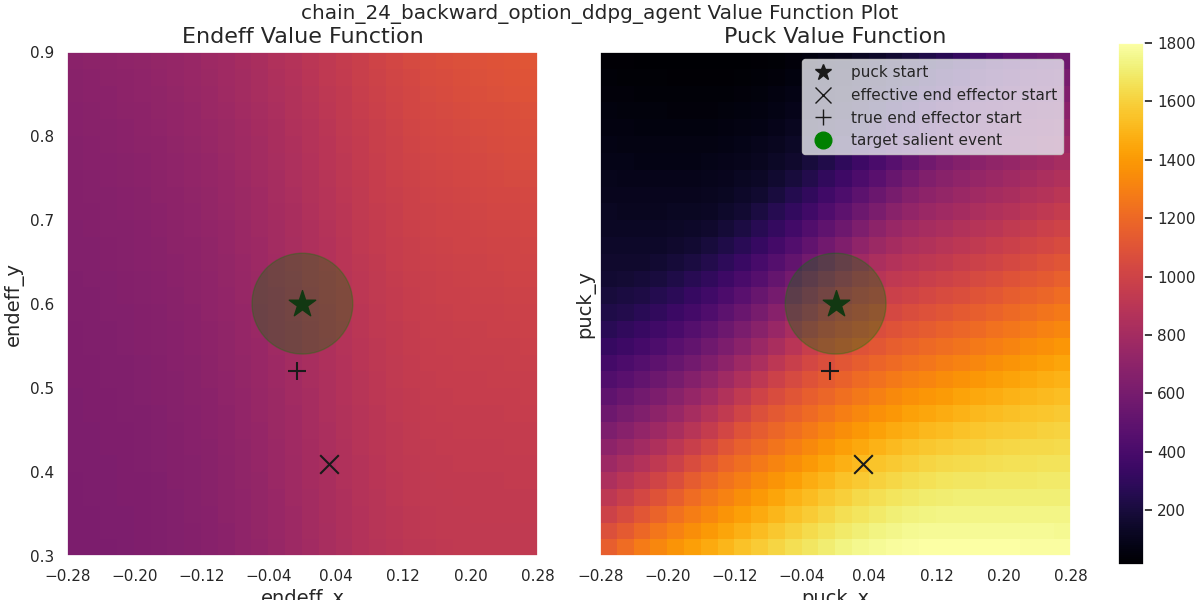 chain_24_backward_option_ddpg_agent Value Function Plot
Endeff Value Function
Puck Value Function
puck start
effective end effector start
true end effector start
target salient event
0.9
0.8
0.7
0.6
0.5
0.4
0.3
endeff_y
−0.28 −0.20 −0.12 −0.04 0.04 0.12 0.20 0.28
endeff_x
puck_y
−0.28 −0.20 −0.12 −0.04 0.04 0.12 0.20 0.28
puck_x
1800
1600
1400
1200
1000
800
600
400
200